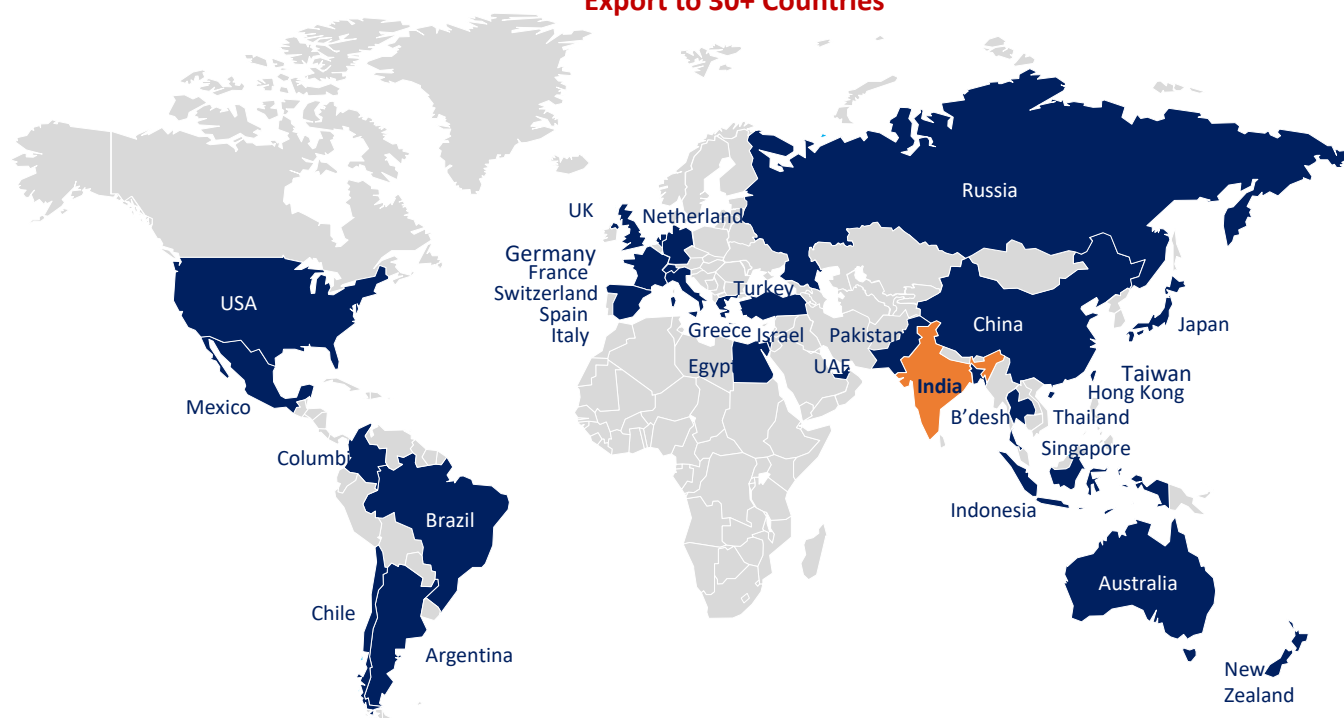 Export to 30+ Countries
Russia
UK
Netherland
Germany
France
Switzerland
Spain
Italy
Turkey
Greece
Israel
Pakistan
Egypt
UAE
USA
China
Japan
India
Taiwan
Hong Kong
Mexico
B'desh
Thailand
Singapore
Columbi
Indonesia
Brazil
Australia
Chile
Argentina
New
Zealand